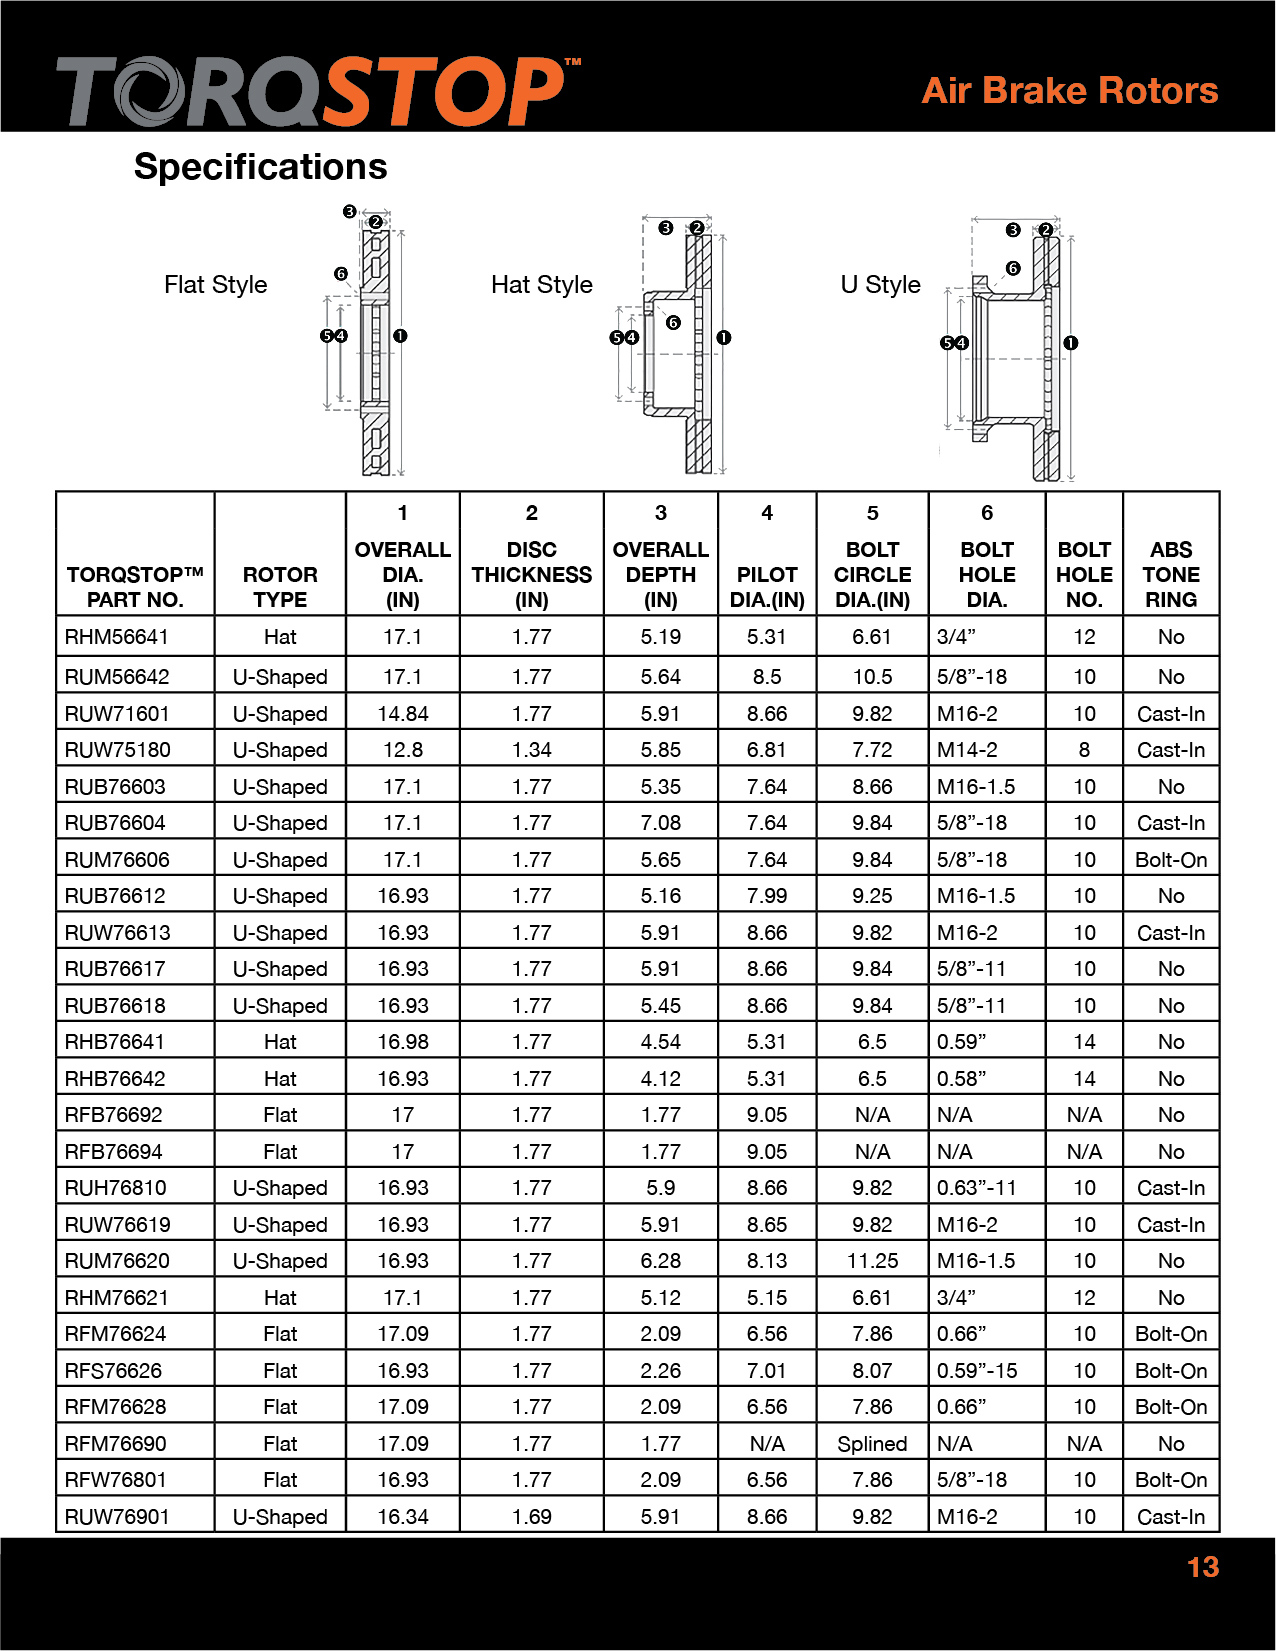 TORQSTOP™
Air Brake Rotors
Specifications
Flat Style
3
2
6
5 4 1
Hat Style
3 2
6
5 4 1
U Style
3 2
6
5 4 1
1 2 3 4 5 6
OVERALL DISC OVERALL BOLT BOLT BOLT ABS
TORQSTOP™ ROTOR DIA. THICKNESS DEPTH PILOT CIRCLE HOLE HOLE TONE
PART NO. TYPE (IN) (IN) (IN) DIA.(IN) DIA.(IN) DIA. NO. RING
RHM56641 Hat 17.1 1.77 5.19 5.31 6.61 3/4” 12 No
RUM56642 U-Shaped 17.1 1.77 5.64 8.5 10.5 5/8”-18 10 No
RUW71601 U-Shaped 14.84 1.77 5.91 8.66 9.82 M16-2 10 Cast-In
RUW75180 U-Shaped 12.8 1.34 5.85 6.81 7.72 M14-2 8 Cast-In
RUB76603 U-Shaped 17.1 1.77 5.35 7.64 8.66 M16-1.5 10 No
RUB76604 U-Shaped 17.1 1.77 7.08 7.64 9.84 5/8”-18 10 Cast-In
RUM76606 U-Shaped 17.1 1.77 5.65 7.64 9.84 5/8”-18 10 Bolt-On
RUB76612 U-Shaped 16.93 1.77 5.16 7.99 9.25 M16-1.5 10 No
RUW76613 U-Shaped 16.93 1.77 5.91 8.66 9.82 M16-2 10 Cast-In
RUB76617 U-Shaped 16.93 1.77 5.91 8.66 9.84 5/8”-11 10 No
RUB76618 U-Shaped 16.93 1.77 5.45 8.66 9.84 5/8”-11 10 No
RHB76641 Hat 16.98 1.77 4.54 5.31 6.5 0.59” 14 No
RHB76642 Hat 16.93 1.77 4.12 5.31 6.5 0.58” 14 No
RFB76692 Flat 17 1.77 1.77 9.05 N/A N/A N/A No
RFB76694 Flat 17 1.77 1.77 9.05 N/A N/A N/A No
RUH76810 U-Shaped 16.93 1.77 5.9 8.66 9.82 0.63”-11 10 Cast-In
RUW76619 U-Shaped 16.93 1.77 5.91 8.65 9.82 M16-2 10 Cast-In
RUM76620 U-Shaped 16.93 1.77 6.28 8.13 11.25 M16-1.5 10 No
RHM76621 Hat 17.1 1.77 5.12 5.15 6.61 3/4” 12 No
RFM76624 Flat 17.09 1.77 2.09 6.56 7.86 0.66” 10 Bolt-On
RFS76626 Flat 16.93 1.77 2.26 7.01 8.07 0.59”-15 10 Bolt-On
RFM76628 Flat 17.09 1.77 2.09 6.56 7.86 0.66” 10 Bolt-On
RFM76690 Flat 17.09 1.77 1.77 N/A Splined N/A N/A No
RFW76801 Flat 16.93 1.77 2.09 6.56 7.86 5/8”-18 10 Bolt-On
RUW76901 U-Shaped 16.34 1.69 5.91 8.66 9.82 M16-2 10 Cast-In
13